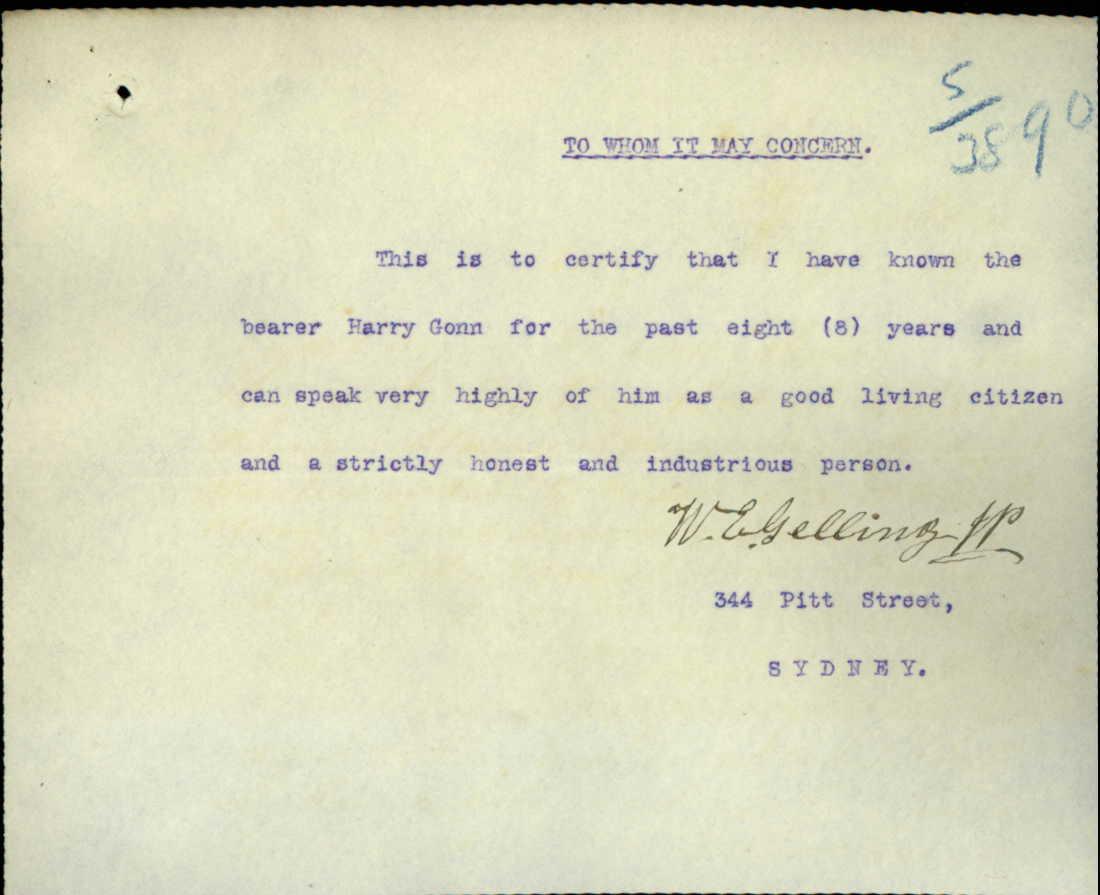 5/3890
TO WHOM IT MAY CONCERN.
This is to certify that I have known the
bearer Harry Gonn for the past eight (8) years and
can speak very highly of him as a good living citizen
and a strictly honest and industrious person.
W. E. Gelling JP
344 Pitt Street,
SYDNEY.